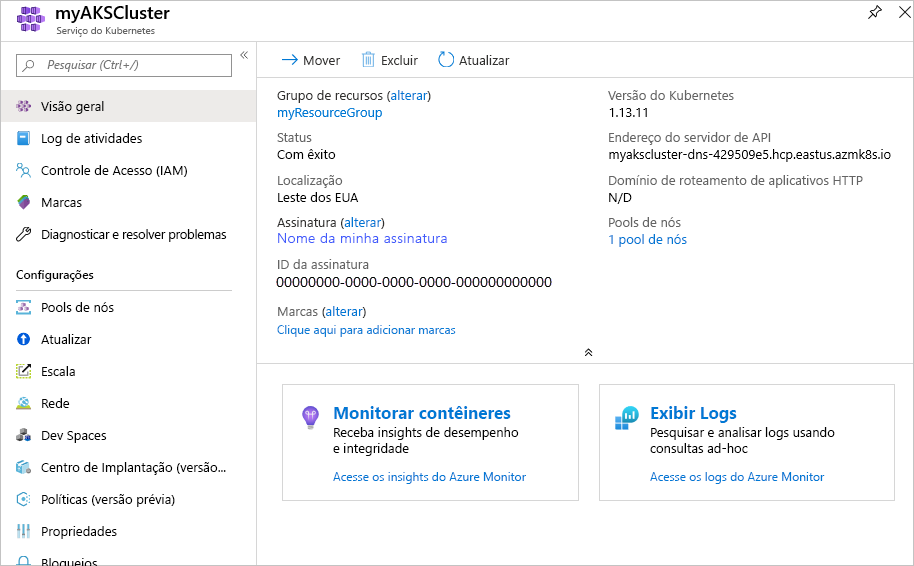 myAKSCluster
Serviço do Kubernetes
Pesquisar (Ctrl+/)
Visão geral
Log de atividades
Controle de Acesso (IAM)
Marcas
Diagnosticar e resolver problemas
Configurações
Pools de nós
Atualizar
Escala
Rede
Dev Spaces
Centro de Implantação (versão...
Políticas (versão prévia)
Propriedades
Bloqueios
Mover
Excluir
Atualizar
Grupo de recursos (alterar)
myResourceGroup
Status
Com êxito
Localização
Leste dos EUA
Assinatura (alterar)
Nome da minha assinatura
ID da assinatura
00000000-0000-0000-0000-000000000000
Marcas (alterar)
Clique aqui para adicionar marcas
Versão do Kubernetes
1.13.11
Endereço do servidor de API
myakscluster-dns-429509e5.hcp.eastus.azmk8s.io
Domínio de roteamento de aplicativos HTTP
N/D
Pools de nós
1 pool de nós
Monitorar contêineres
Receba insights de desempenho
e integridade
Acesse os insights do Azure Monitor
Exibir Logs
Pesquisar e analisar logs usando
consultas ad-hoc
Acesse os logs do Azure Monitor